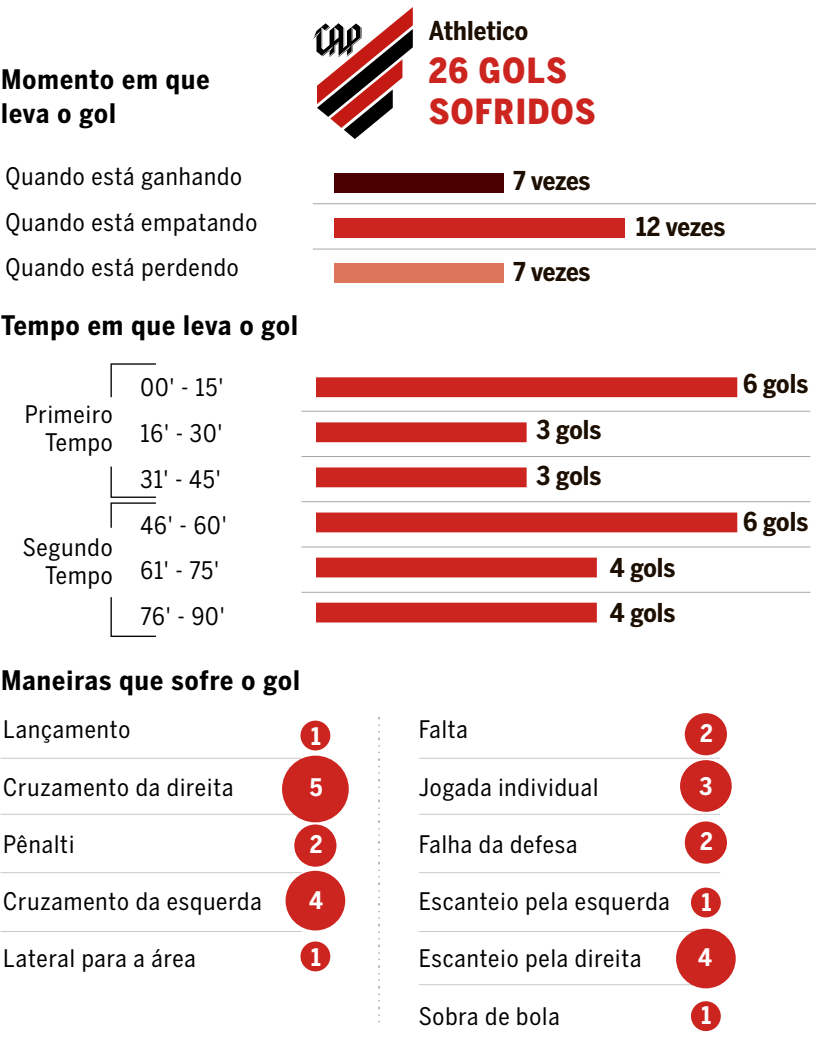 CAP
Athletico
26 GOLS
SOFRIDOS
Momento em que
leva o gol
Quando está ganhando
7 vezes
Quando está empatando
12 vezes
Quando está perdendo
7 vezes
Tempo em que leva o gol
Primeiro
Tempo
00' - 15'
6 gols
16' - 30'
3 gols
31' - 45'
3 gols
Segundo
Tempo
46' - 60'
6 gols
61' - 75'
4 gols
76' - 90'
4 gols
Maneiras que sofre o gol
Lançamento
1
Cruzamento da direita
5
Pênalti
2
Cruzamento da esquerda
4
Lateral para a área
1
Falta
2
Jogada individual
3
Falha da defesa
2
Escanteio pela esquerda
1
Escanteio pela direita
4
Sobra de bola
1